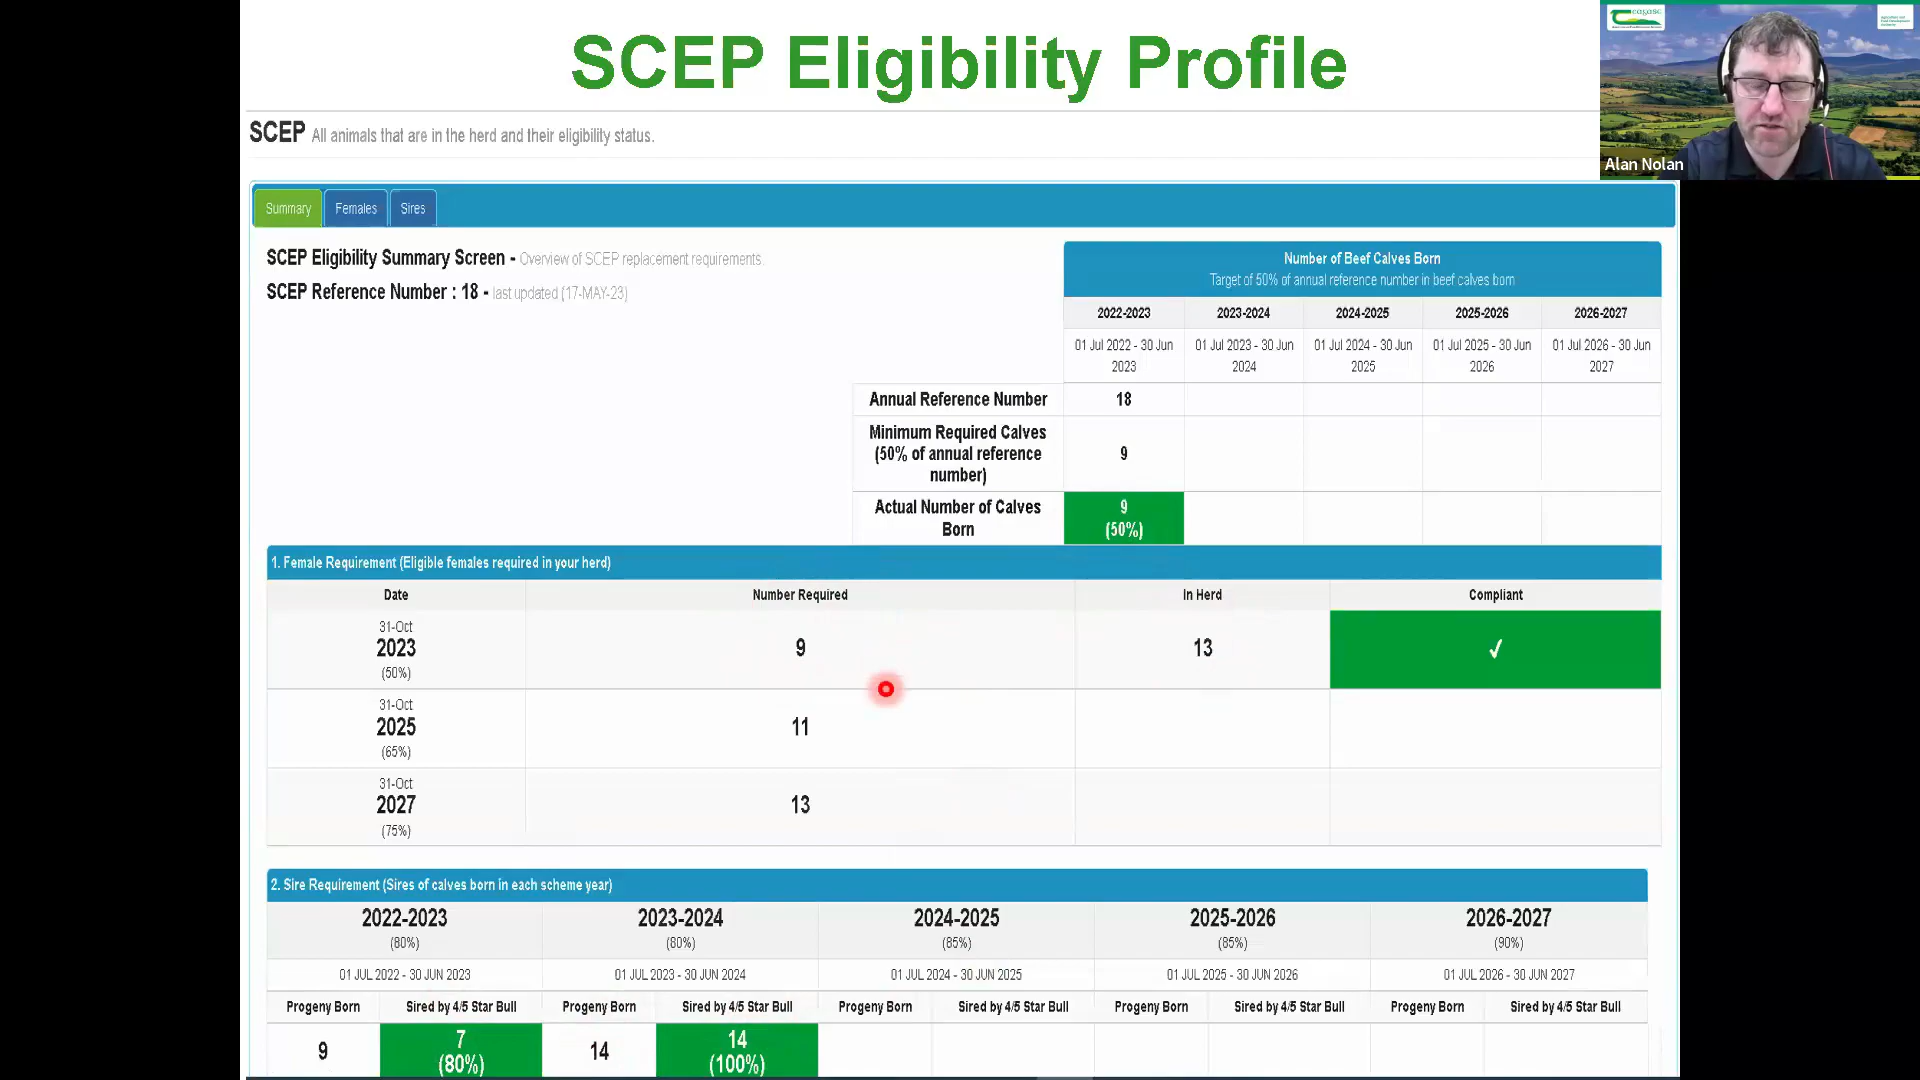 SCEP Eligibility Profile
Alan Nolan
SCEP All animals that are in the herd and their eligibility status.
Summary Females Sires
SCEP Eligibility Summary Screen - Overview of SCEP replacement requirements.
SCEP Reference Number : 18 - last updated (17-MAY-23)
Number of Beef Calves Born
Target of 50% of annual reference number in beef calves born
2022-2023 2023-2024 2024-2025 2025-2026 2026-2027
01 Jul 2022 - 30 Jun 2023 01 Jul 2023 - 30 Jun 2024 01 Jul 2024 - 30 Jun 2025 01 Jul 2025 - 30 Jun 2026 01 Jul 2026 - 30 Jun 2027
Annual Reference Number 18
Minimum Required Calves (50% of annual reference number) 9
Actual Number of Calves Born 9 (50%)
1. Female Requirement (Eligible females required in your herd)
Date Number Required In Herd Compliant
31-Oct 2023 (50%) 9 13 ✓
31-Oct 2025 (65%) 11
31-Oct 2027 (75%) 13
2. Sire Requirement (Sires of calves born in each scheme year)
2022-2023 2023-2024 2024-2025 2025-2026 2026-2027
(80%) (80%) (85%) (85%) (90%)
01 JUL 2022 - 30 JUN 2023 01 JUL 2023 - 30 JUN 2024 01 JUL 2024 - 30 JUN 2025 01 JUL 2025 - 30 JUN 2026 01 JUL 2026 - 30 JUN 2027
Progeny Born Sired by 4/5 Star Bull Progeny Born Sired by 4/5 Star Bull Progeny Born Sired by 4/5 Star Bull Progeny Born Sired by 4/5 Star Bull Progeny Born Sired by 4/5 Star Bull
9 7 (80%) 14 14 (100%)